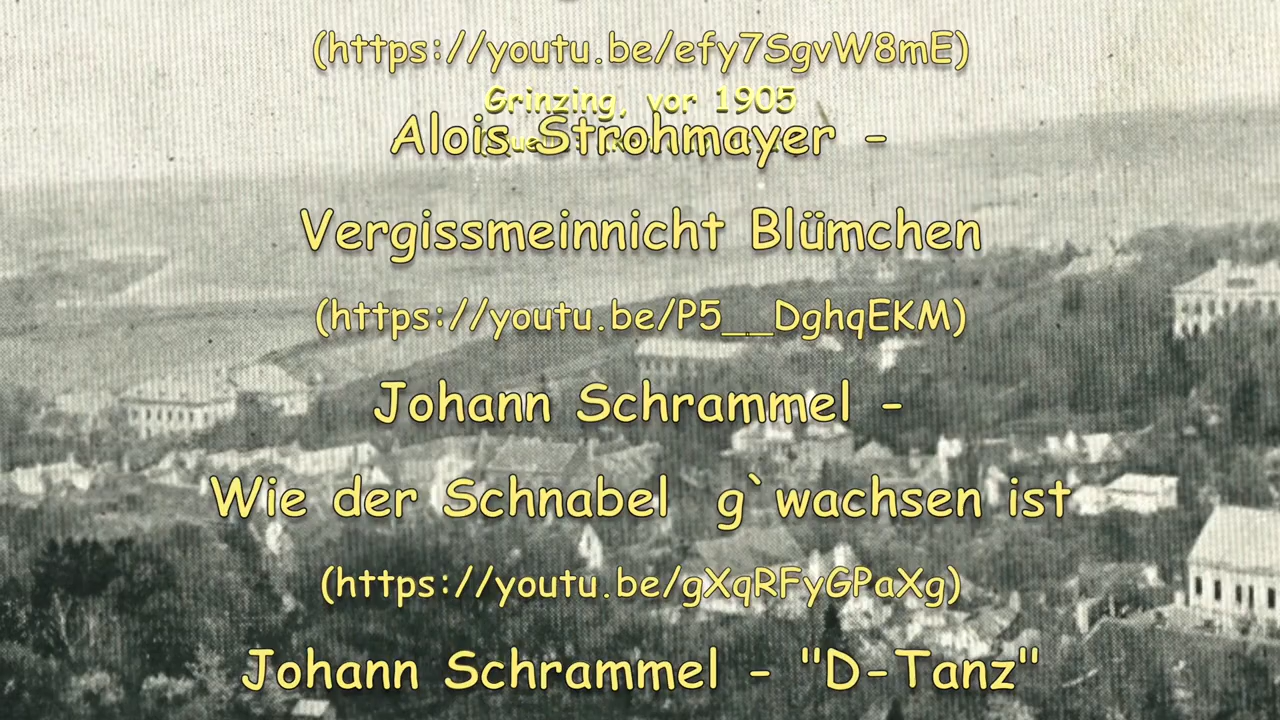 (https://youtu.be/efy7SgvW8mE)
Grinzing, vor 1905
Alois Strohmayer -
Vergissmeinnicht Blümchen
(https://youtu.be/P5__DghqEKM)
Johann Schrammel -
Wie der Schnabel g`wachsen ist
(https://youtu.be/gXqRFyGPaXg)
Johann Schrammel - "D-Tanz"